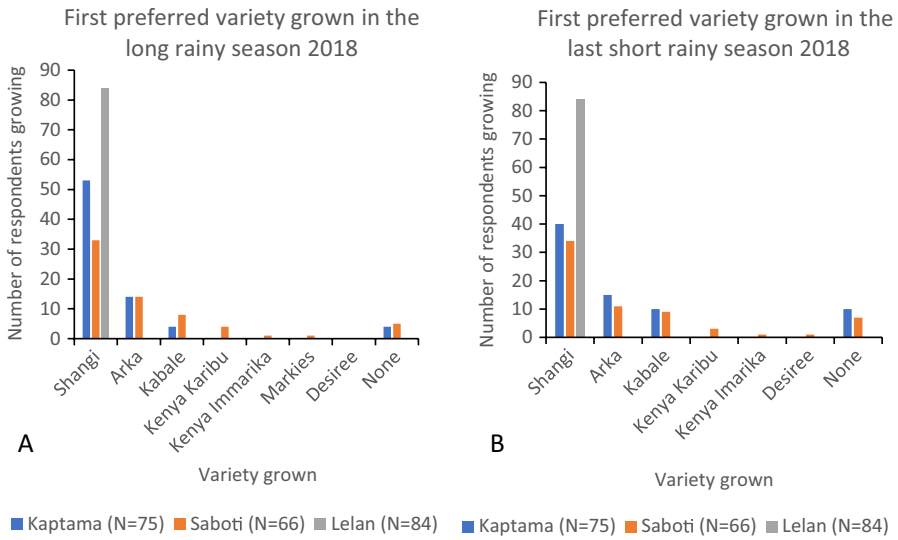 First preferred variety grown in the
long rainy season 2018
Number of respondents growing
90
80
70
60
50
40
30
20
10
0
Shangi
Arka
Kabale
Kenya Karibu
Kenya Immarika
Markies
Desiree
None
A
Variety grown
Kaptama (N=75) Saboti (N=66) Lelan (N=84)
First preferred variety grown in the
last short rainy season 2018
Number of respondents growing
90
80
70
60
50
40
30
20
10
0
Shangi
Arka
Kabale
Kenya Karibu
Kenya Imarika
Desiree
None
B
Variety grown
Kaptama (N=75) Saboti (N=66) Lelan (N=84)